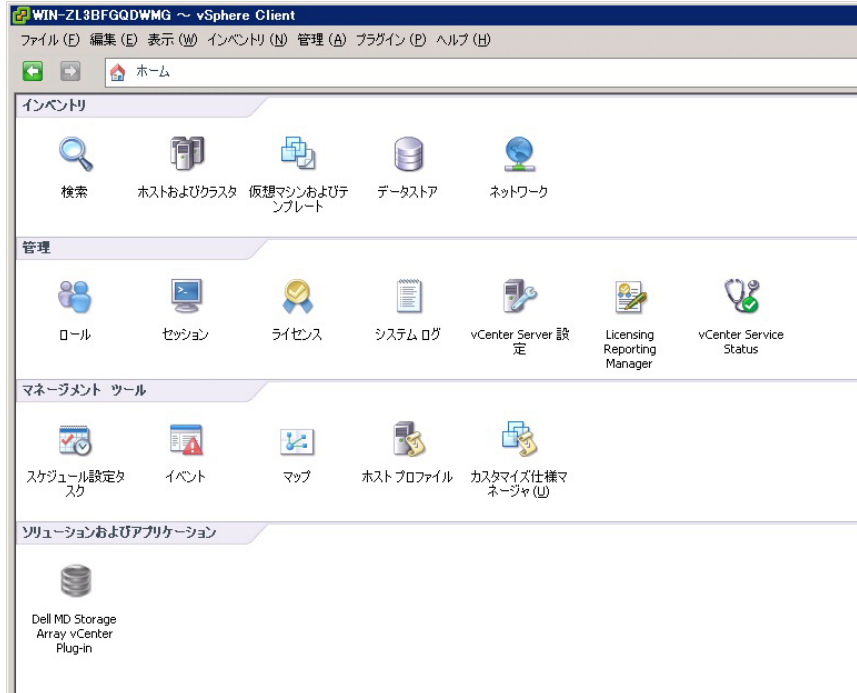 WIN-ZL3BFGQDWMG ～ vSphere Client
ファイル(F) 編集(E) 表示(W) インベントリ(N) 管理(A) プラグイン(P) ヘルプ(H)
ホーム
インベントリ
検索
ホストおよびクラスタ
仮想マシンおよびテ
ンプレート
データストア
ネットワーク
管理
ロール
セッション
ライセンス
システム ログ
vCenter Server 設
定
Licensing
Reporting
Manager
vCenter Service
Status
マネージメント ツール
スケジュール設定タ
スク
イベント
マップ
ホスト プロファイル
カスタマイズ仕様マ
ネージャ(U)
ソリューションおよびアプリケーション
Dell MD Storage
Array vCenter
Plug-in